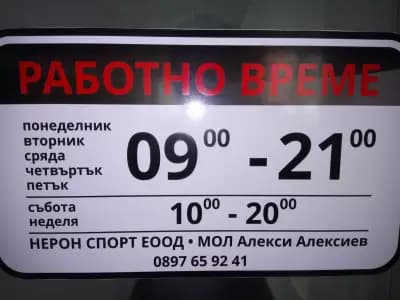 РАБОТНО ВРЕМЕ
понеделник
вторник
сряда
четвъртък
петък
09⁰⁰ - 21⁰⁰
събота
неделя
10⁰⁰ - 20⁰⁰
НЕРОН СПОРТ ЕООД • МОЛ Алекси Алексиев
0897 65 92 41